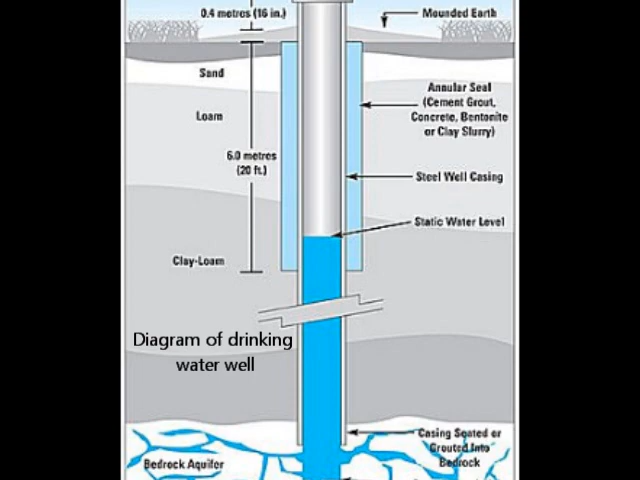 0.4 metres (16 in.)
Mounded Earth
Sand
Annular Seal
(Cement Grout,
Concrete, Bentonite
or Clay Slurry)
Loam
6.0 metres
(20 ft.)
Steel Well Casing
Static Water Level
Clay-Loam
Diagram of drinking
water well
Casing Seated or
Grouted Into
Bedrock
Bedrock Aquifer